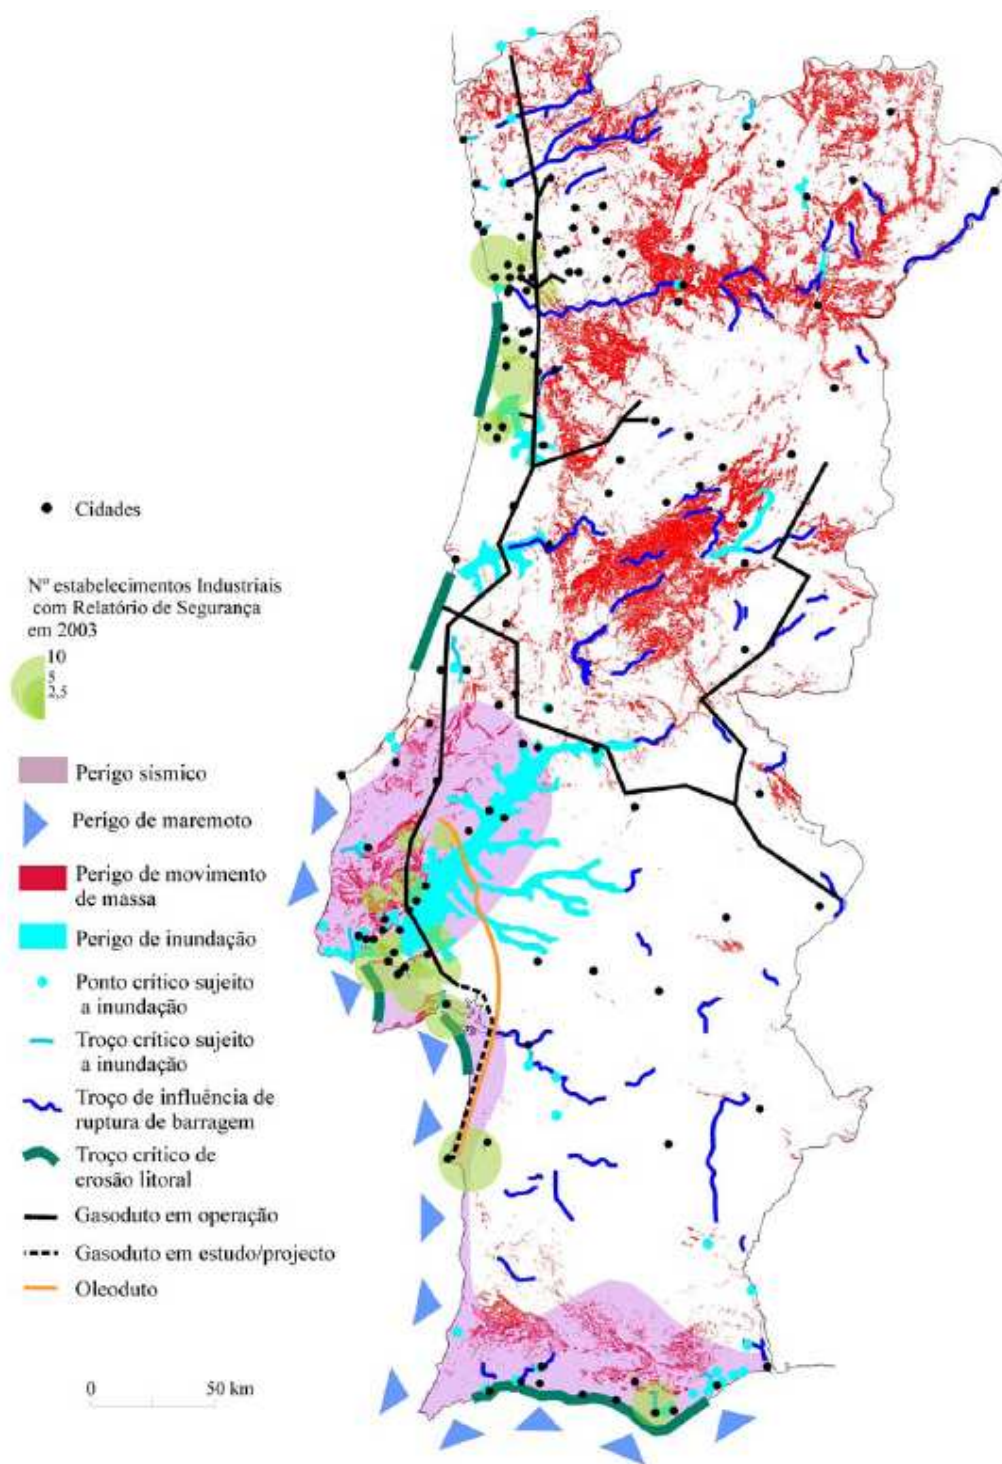 Cidades
Nº estabelecimentos Industriais
com Relatório de Segurança
em 2003
10
5
2,5
Perigo sísmico
Perigo de maremoto
Perigo de movimento
de massa
Perigo de inundação
Ponto crítico sujeito
a inundação
Troço crítico sujeito
a inundação
Troço de influência de
ruptura de barragem
Troço crítico de
erosão litoral
Gasoduto em operação
Gasoduto em estudo/projecto
Oleoduto
0 50 km